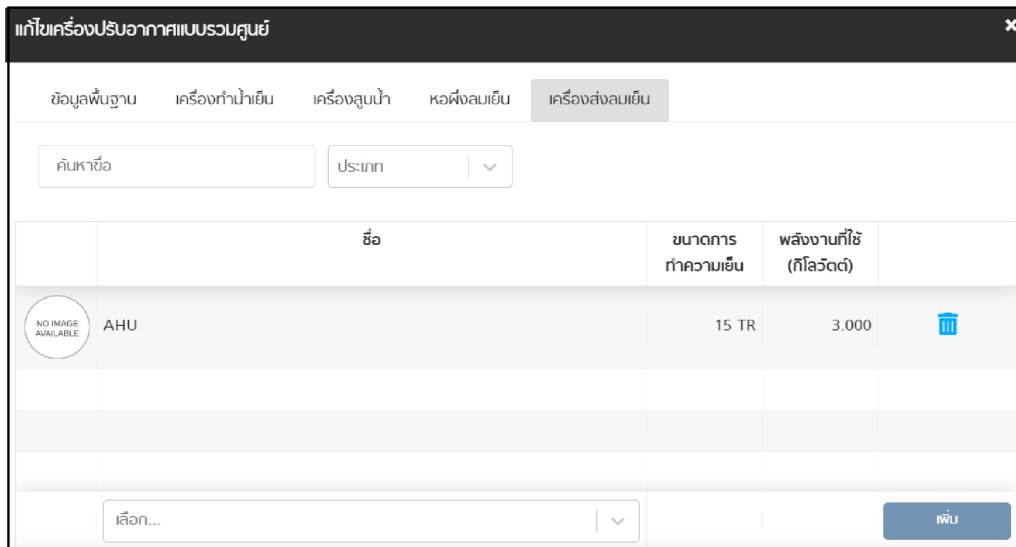 แก้ไขเครื่องปรับอากาศแบบรวมศูนย์ ×
ข้อมูลพื้นฐาน เครื่องทำน้ำเย็น เครื่องสูบน้ำ หอผึ่งลมเย็น เครื่องส่งลมเย็น
ค้นหาชื่อ ประเภท
ชื่อ ขนาดการ พลังงานที่ใช้
ทำความเย็น (กิโลวัตต์)
NO IMAGE
AVAILABLE
AHU 15 TR 3.000
เลือก... เพิ่ม